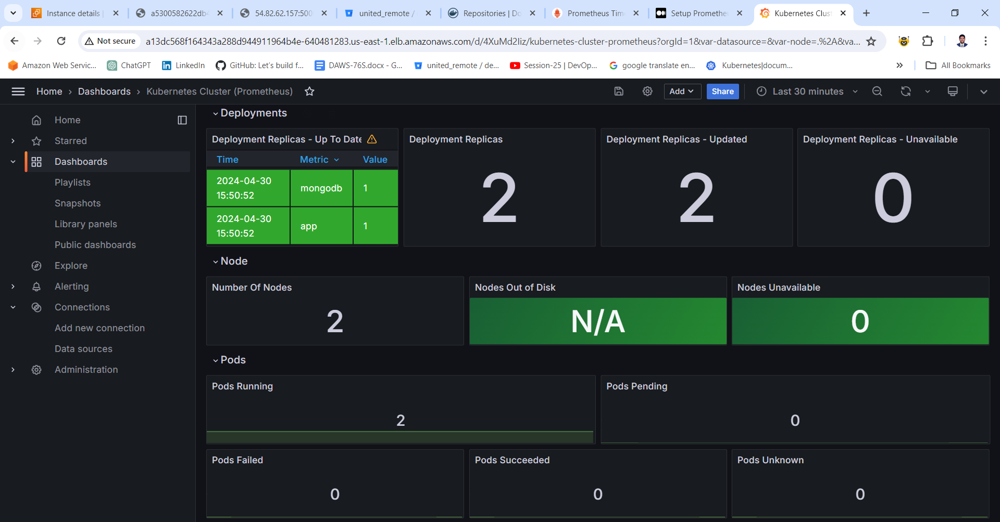 Instance details
a5300582622db
54.82.62.157:500
united_remote /
Repositories | Do
Prometheus Tim
Setup Promethe
Kubernetes Clus
Not secure
a13dc568f164343a288d944911964b4e-640481283.us-east-1.elb.amazonaws.com/d/4XuMd2Iiz/kubernetes-cluster-prometheus?orgId=1&var-datasource=&var-node=.%2A&va...
Amazon Web Servic...
ChatGPT
LinkedIn
GitHub: Let's build f...
DAWS-76S.docx - G...
united_remote / de...
Session-25 | DevOp...
google translate en...
Kubernetes|docum...
All Bookmarks
Home › Dashboards › Kubernetes Cluster (Prometheus)
Add
Share
Last 30 minutes
Home
Starred
Dashboards
Playlists
Snapshots
Library panels
Public dashboards
Explore
Alerting
Connections
Add new connection
Data sources
Administration
Deployments
Deployment Replicas - Up To Date
Time Metric Value
2024-04-30 15:50:52 mongodb 1
2024-04-30 15:50:52 app 1
Deployment Replicas
2
Deployment Replicas - Updated
2
Deployment Replicas - Unavailable
0
Node
Number Of Nodes
2
Nodes Out of Disk
N/A
Nodes Unavailable
0
Pods
Pods Running
2
Pods Pending
0
Pods Failed
0
Pods Succeeded
0
Pods Unknown
0